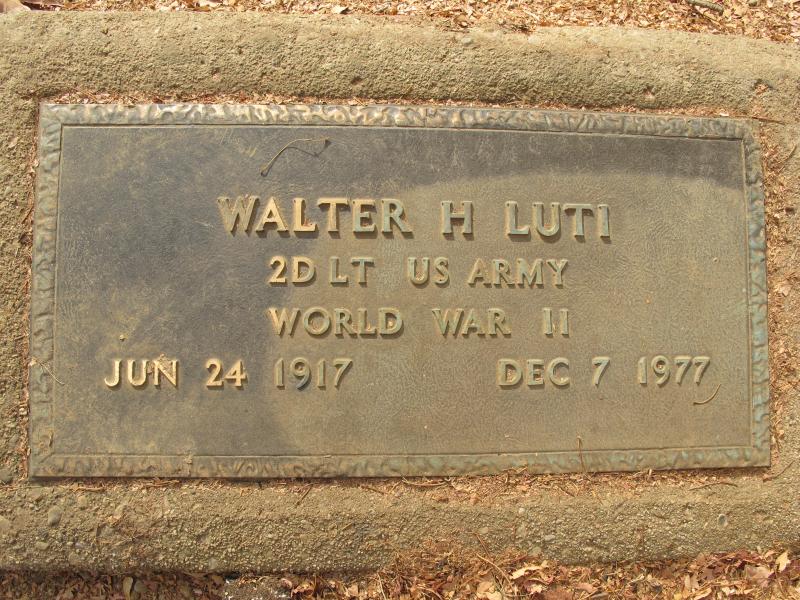 WALTER H LUTI
2D LT US ARMY
WORLD WAR II
JUN 24 1917 DEC 7 1977